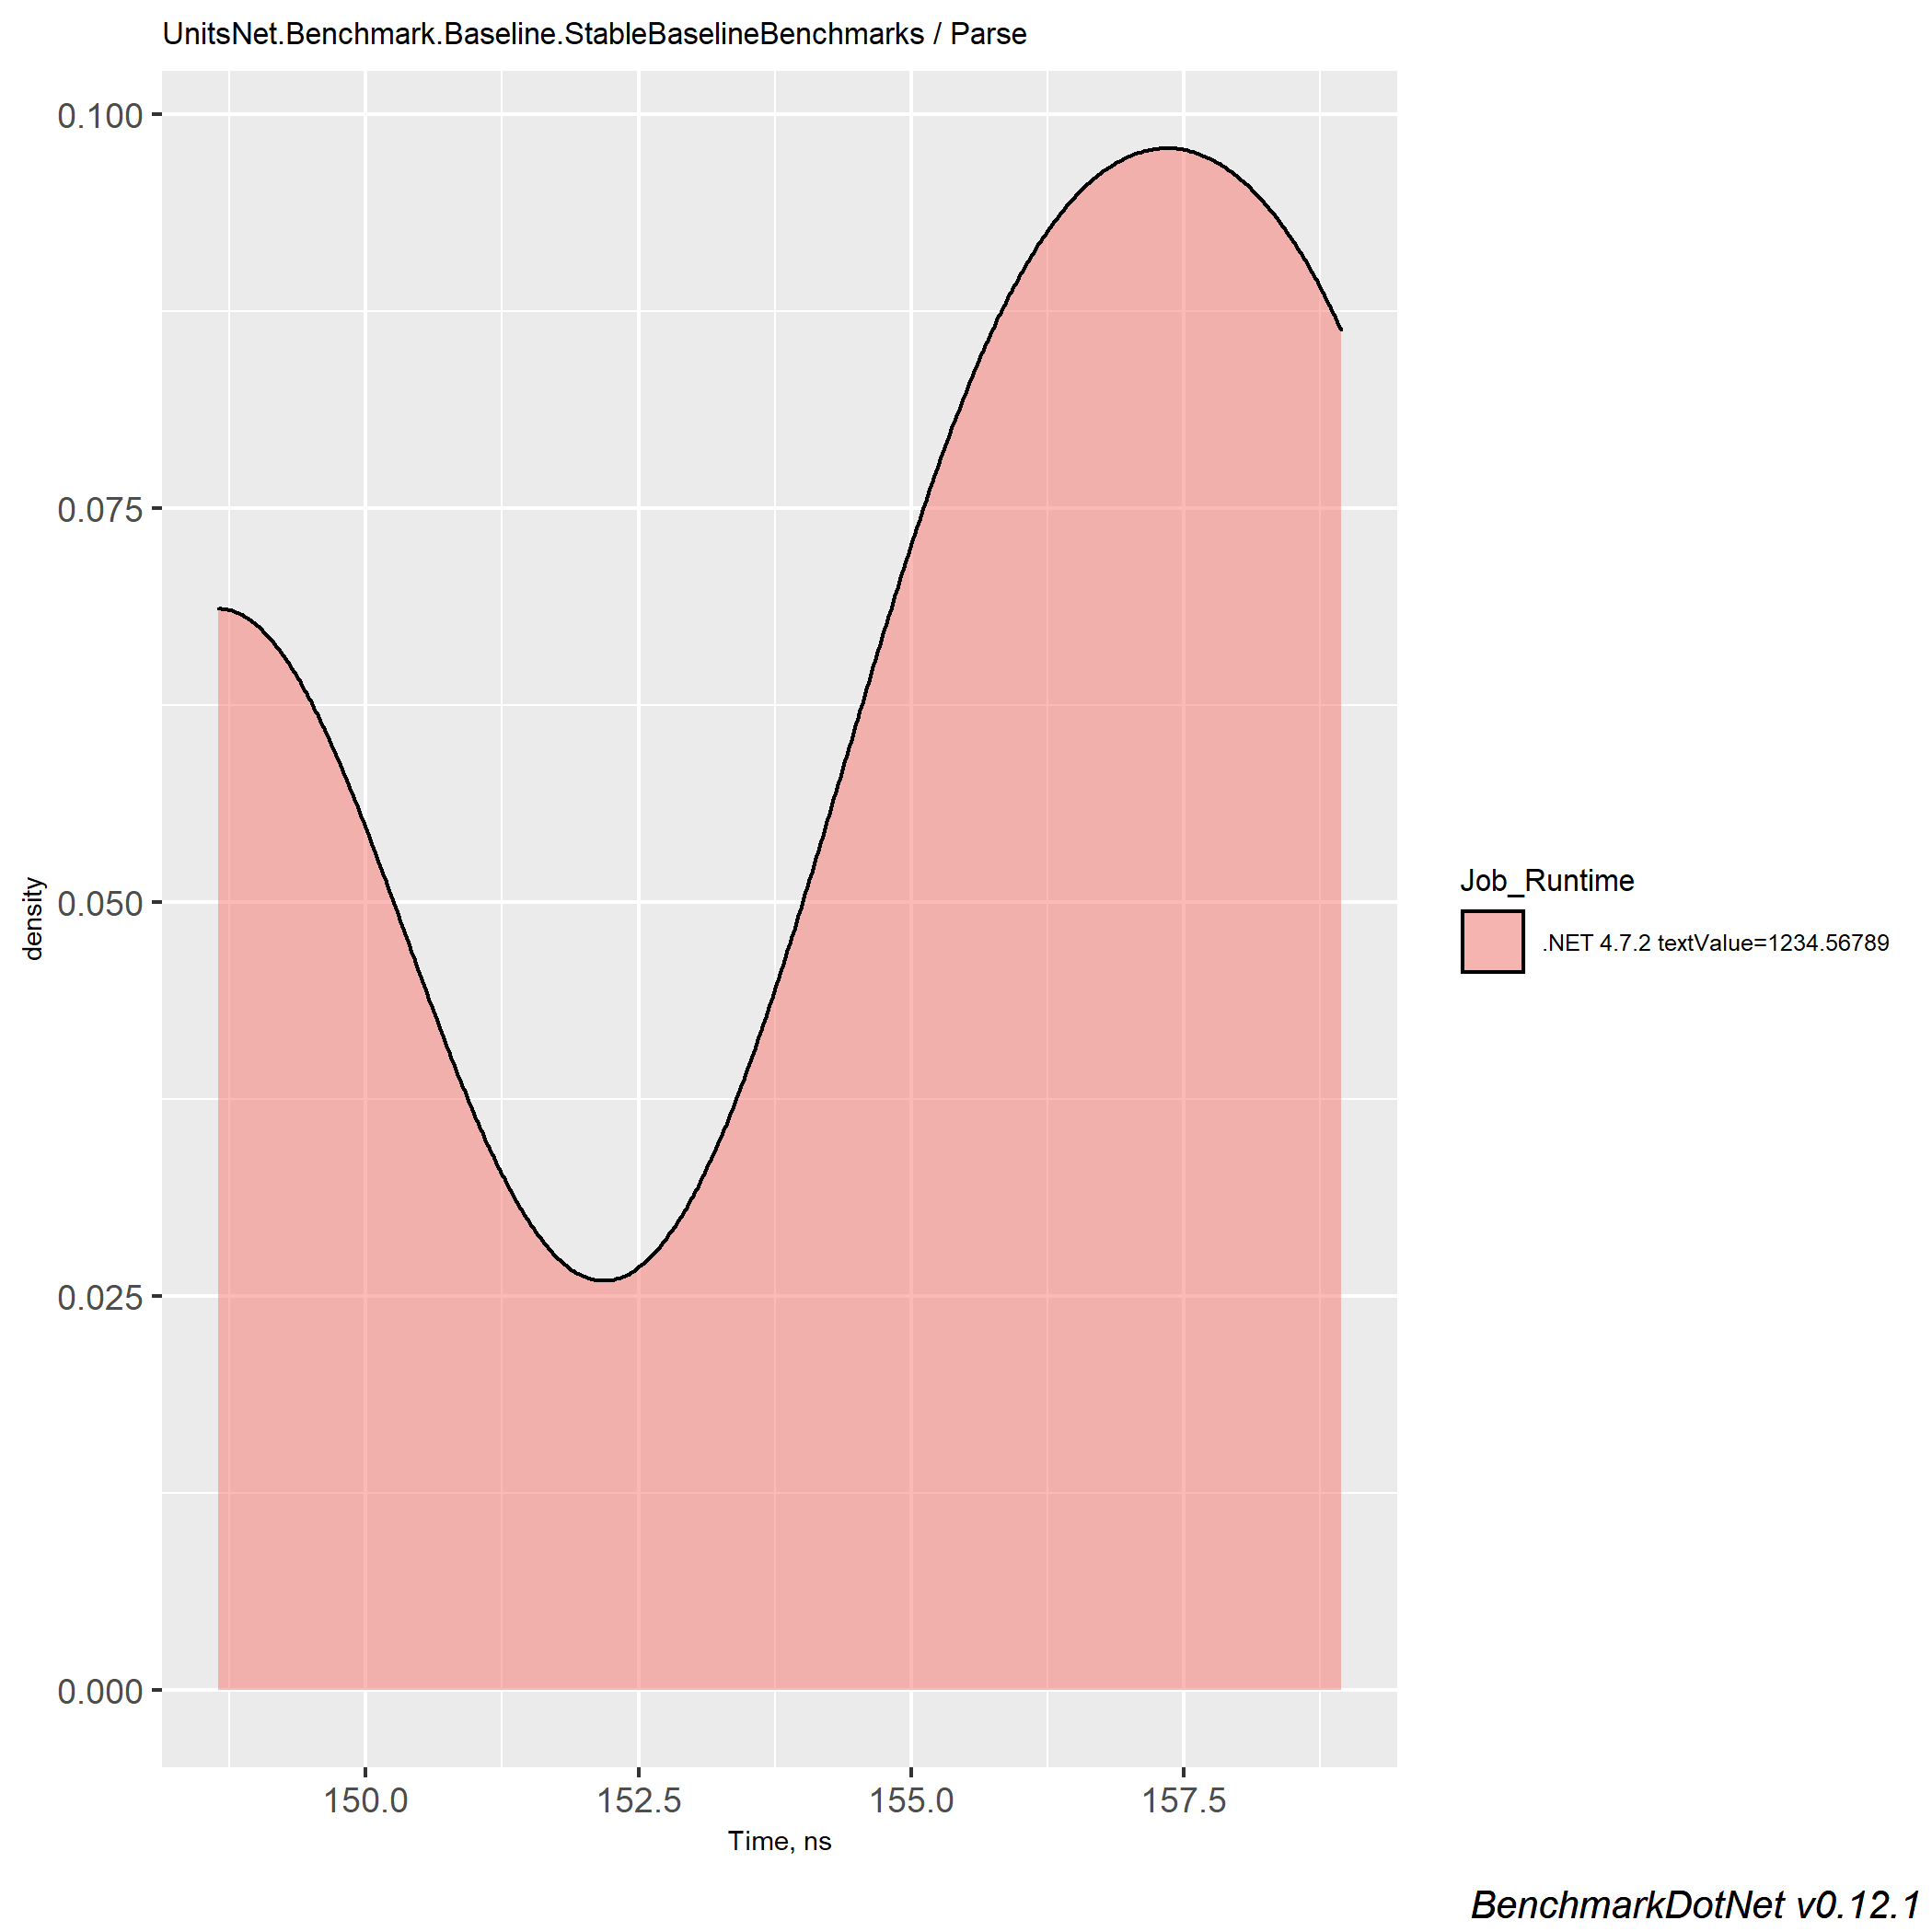 UnitsNet.Benchmark.Baseline.StableBaselineBenchmarks / Parse
0.100
0.075
0.050
0.025
0.000
density
150.0 152.5 155.0 157.5
Time, ns
Job_Runtime
.NET 4.7.2 textValue=1234.56789
BenchmarkDotNet v0.12.1